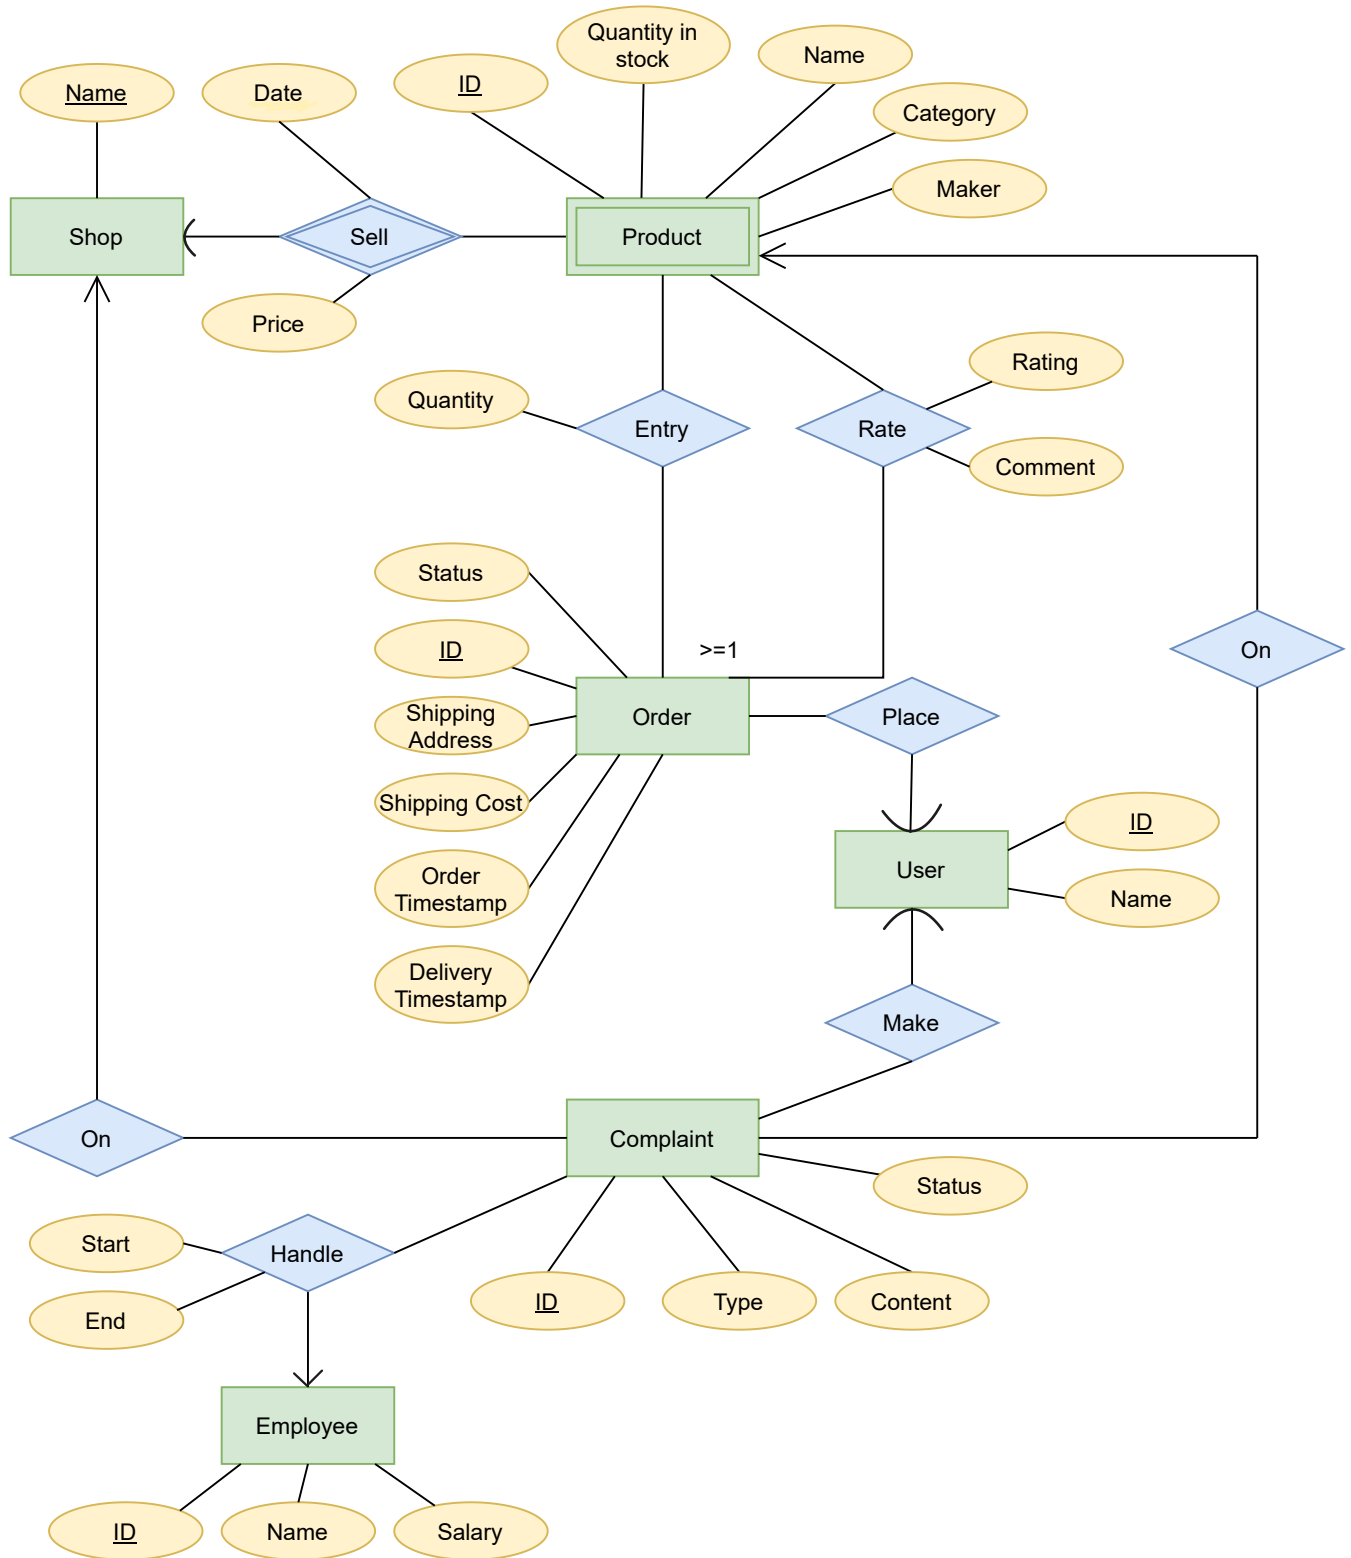 Quantity in
stock
Name
ID
Name
Date
Category
Maker
Shop
Sell
Product
Price
Rating
Quantity
Entry
Rate
Comment
Status
ID
>=1
On
Shipping
Address
Order
Place
Shipping Cost
ID
User
Order
Timestamp
Name
Delivery
Timestamp
Make
On
Complaint
Status
Start
Handle
End
ID
Type
Content
Employee
ID
Name
Salary